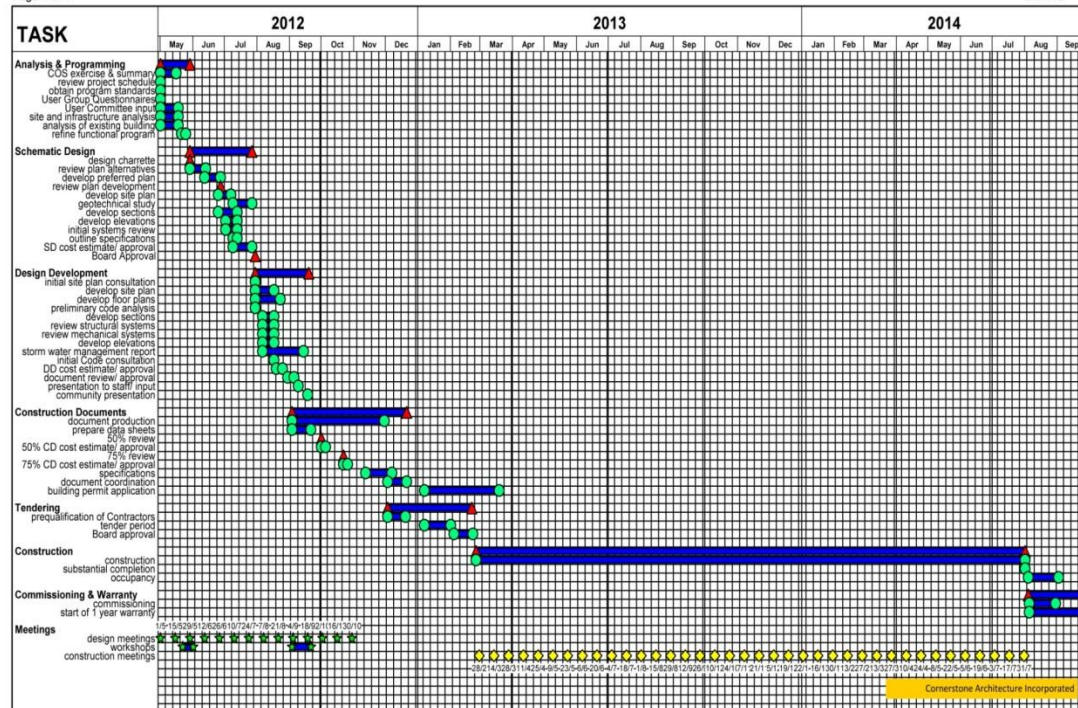 2012 2013 2014
TASK
May Jun Jul Aug Sep Oct Nov Dec Jan Feb Mar Apr May Jun Jul Aug Sep Oct Nov Dec Jan Feb Mar Apr May Jun Jul Aug Sep
Analysis & Programming
COS exercise & summary
review project schedule
obtain program standards
User Group Questionnaires
User Committee input
site and infrastructure analysis
analysis of existing building
refine functional program
Schematic Design
design charrette
review plan alternatives
develop preferred plan
review plan development
develop site plan
geotechnical study
develop sections
develop elevations
initial systems review
outline specifications
SD cost estimate/ approval
Board Approval
Design Development
initial site plan consultation
develop site plan
develop floor plans
preliminary code analysis
develop sections
review structural systems
review mechanical systems
develop elevations
storm water management report
initial Code consultation
DD cost estimate/ approval
document review/ approval
presentation to staff/ input
community presentation
Construction Documents
document production
prepare data sheets
50% review
50% CD cost estimate/ approval
75% review
75% CD cost estimate/ approval
specifications
document coordination
building permit application
Tendering
prequalification of Contractors
tender period
Board approval
Construction
construction
substantial completion
occupancy
Commissioning & Warranty
commissioning
start of 1 year warranty
Meetings
design meetings
workshops
construction meetings
Cornerstone Architecture Incorporated